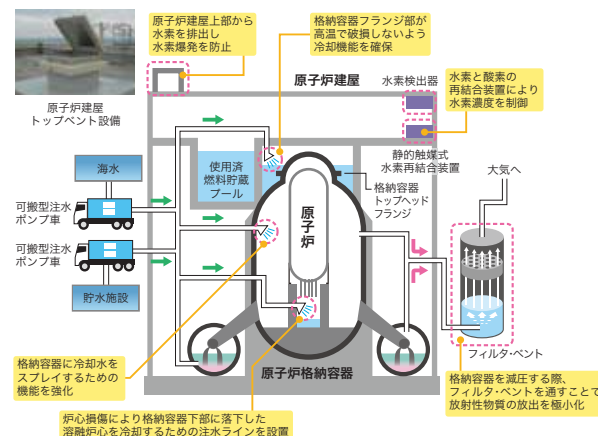 原子炉建屋上部から
水素を排出し
水素爆発を防止
格納容器フランジ部が
高温で破損しないよう
冷却機能を確保
原子炉建屋
トップベント設備
原子炉建屋
水素検出器
水素と酸素の
再結合装置により
水素濃度を制御
静的触媒式
水素再結合装置
海水
可搬型注水
ポンプ車
可搬型注水
ポンプ車
貯水施設
使用済
燃料貯蔵
プール
原子炉
格納容器
トップヘッド
フランジ
大気へ
フィルタ・ベント
格納容器に冷却水を
スプレイするための
機能を強化
原子炉格納容器
格納容器を減圧する際、
フィルタ・ベントを通すことで
放射性物質の放出を極小化
炉心損傷により格納容器下部に落下した
溶融炉心を冷却するための注水ラインを設置